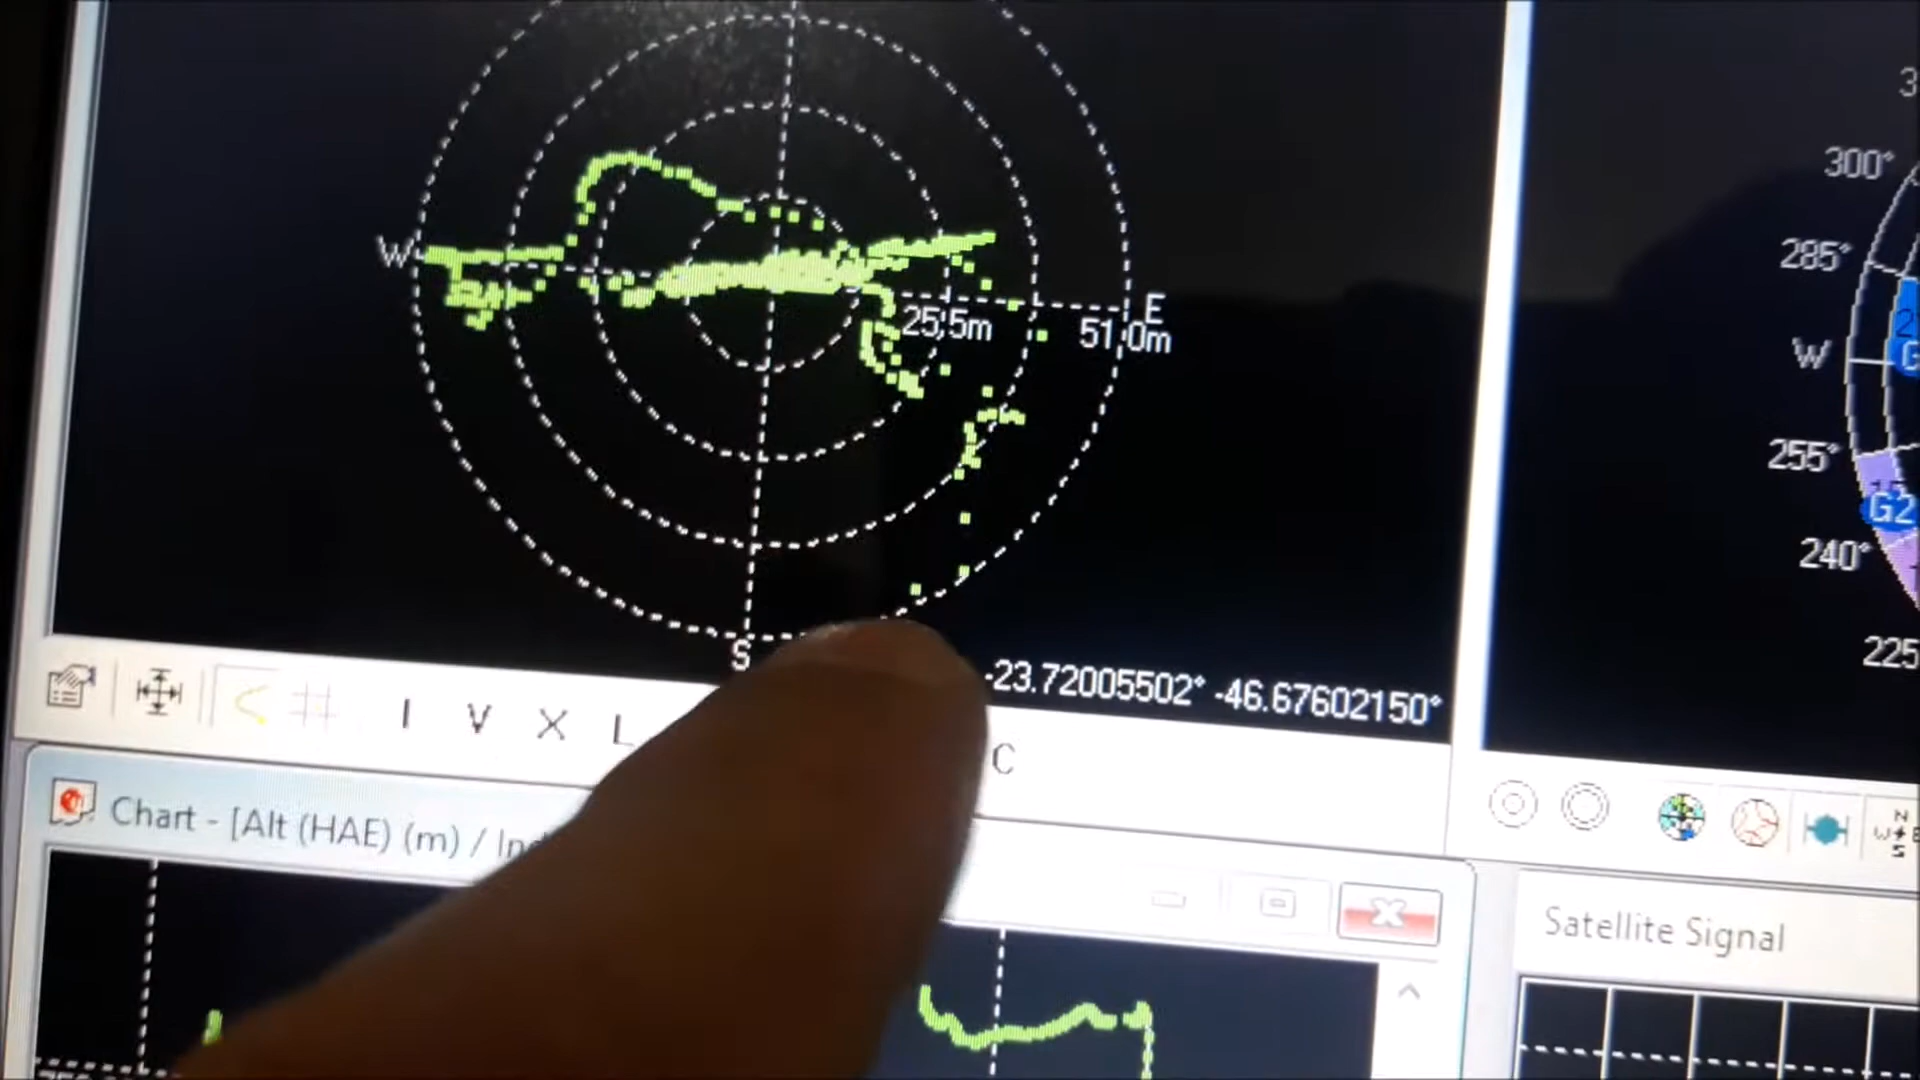 W
E
25.5m
51.0m
S
-23.72005502° -46.67602150°
I V X L
C
Chart - [Alt (HAE) (m) /
300°
285°
W
255°
G2
240°
225
Satellite Signal
N
W
S